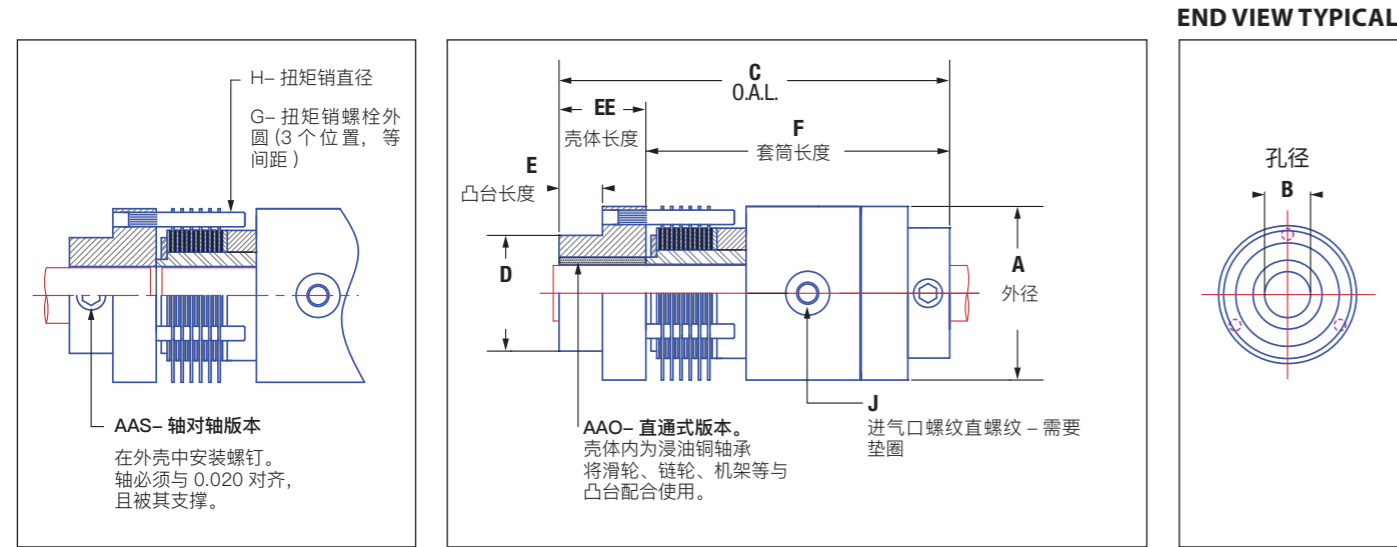 END VIEW TYPICAL
H– 扭矩销直径
G– 扭矩销螺栓外
圆 (3 个位置, 等
间距 )
AAS– 轴对轴版本
在外壳中安装螺钉。
轴必须与 0.020 对齐,
且被其支撑。
C
O.A.L.
EE
壳体长度
F
套筒长度
E
凸台长度
D
A
外径
AAO– 直通式版本。
壳体内为浸油铜轴承
将滑轮、链轮、机架等与
凸台配合使用。
J
进气口螺纹直螺纹 – 需要
垫圈
孔径
B